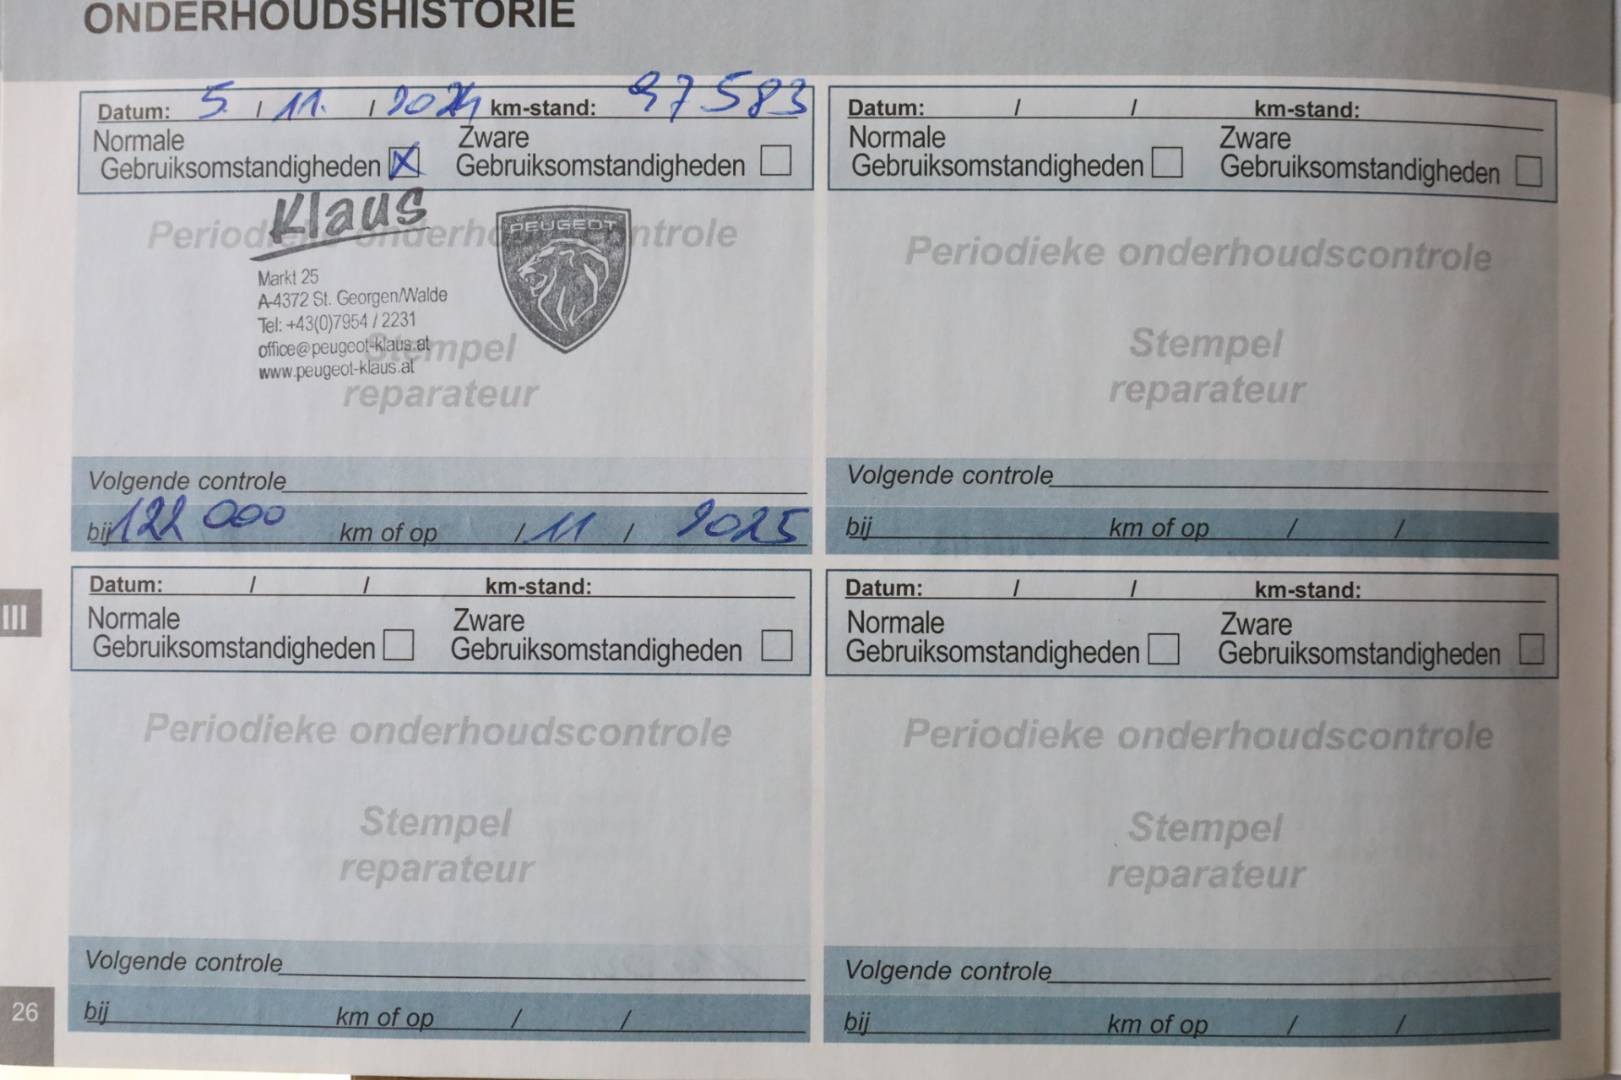 ONDERHOUDSHISTORIE
Datum: 5. / 11. / 2024 km-stand: 97583
Normale Zware
Gebruiksomstandigheden X Gebruiksomstandigheden
Klaus
PEUGEOT
Periodieke onderhoudscontrole
Markt 25
A-4372 St. Georgen/Walde
Tel: +43(0)7954 / 2231
office@peugeot-klaus.at
www.peugeot-klaus.at
Stempel
reparateur
Volgende controle
bij 122 000 km of op / 11 / 2025
Datum: / / km-stand:
Normale Zware
Gebruiksomstandigheden Gebruiksomstandigheden
Periodieke onderhoudscontrole
Stempel
reparateur
Volgende controle
bij km of op / /
III
Datum: / / km-stand:
Normale Zware
Gebruiksomstandigheden Gebruiksomstandigheden
Periodieke onderhoudscontrole
Stempel
reparateur
Volgende controle
bij km of op / /
Datum: / / km-stand:
Normale Zware
Gebruiksomstandigheden Gebruiksomstandigheden
Periodieke onderhoudscontrole
Stempel
reparateur
Volgende controle
bij km of op / /
26